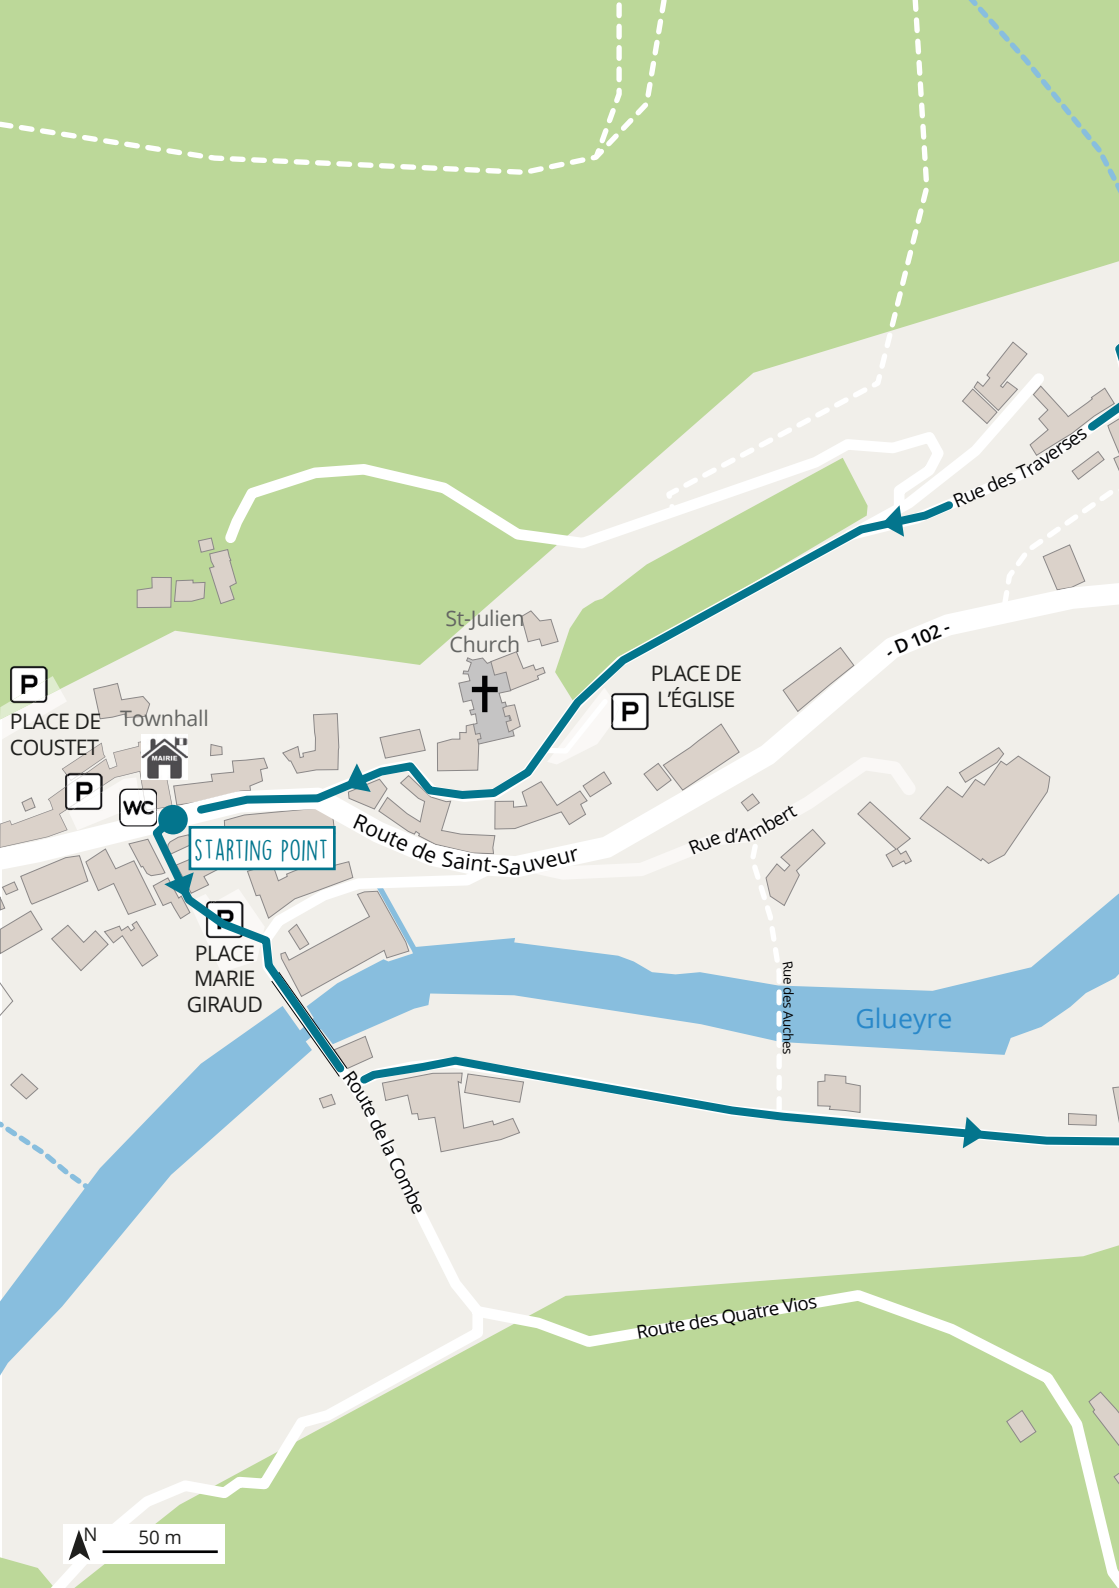 Rue des Traverses
St-Julien
Church
- D 102 -
P
PLACE DE
COUSTET
Townhall
MAIRIE
PLACE DE
L’ÉGLISE
P
P
WC
STARTING POINT
Route de Saint-Sauveur
Rue d’Ambert
P
PLACE
MARIE
GIRAUD
Rue des Auches
Glueyre
Route de la Combe
Route des Quatre Vios
N
50 m